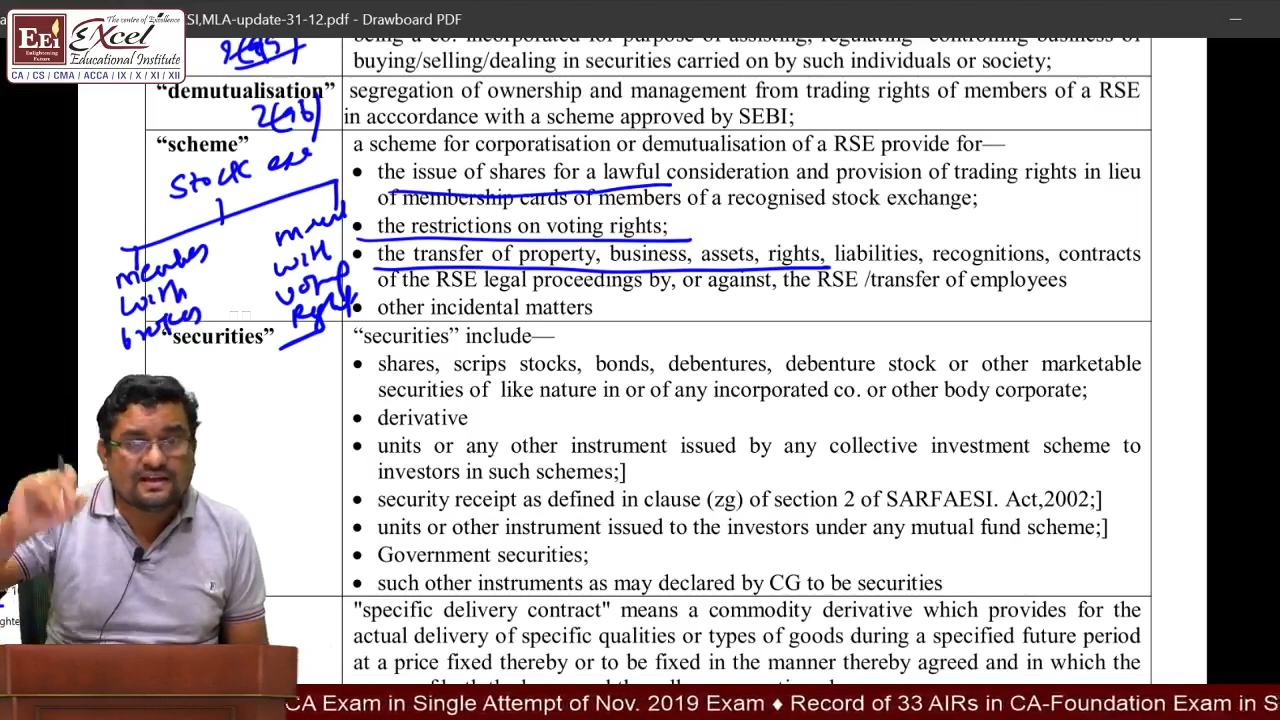 SI,MLA-update-31-12.pdf - Drawboard PDF
EEi
Enlightening
Future
The centre of Excellence
EXcel
Educational Institute
CA / CS / CMA / ACCA / IX / X / XI / XII
buying/selling/dealing in securities carried on by such individuals or society;
“demutualisation”
segregation of ownership and management from trading rights of members of a RSE
in acccordance with a scheme approved by SEBI;
2(ab)
“scheme”
a scheme for corporatisation or demutualisation of a RSE provide for—
• the issue of shares for a lawful consideration and provision of trading rights in lieu
of membership cards of members of a recognised stock exchange;
• the restrictions on voting rights;
• the transfer of property, business, assets, rights, liabilities, recognitions, contracts
of the RSE legal proceedings by, or against, the RSE /transfer of employees
• other incidental matters
Stock exe
members
with
brokers
with
voting
Rights
“securities”
“securities” include—
• shares, scrips stocks, bonds, debentures, debenture stock or other marketable
securities of like nature in or of any incorporated co. or other body corporate;
• derivative
• units or any other instrument issued by any collective investment scheme to
investors in such schemes;]
• security receipt as defined in clause (zg) of section 2 of SARFAESI. Act,2002;]
• units or other instrument issued to the investors under any mutual fund scheme;]
• Government securities;
• such other instruments as may declared by CG to be securities
"specific delivery contract" means a commodity derivative which provides for the
actual delivery of specific qualities or types of goods during a specified future period
at a price fixed thereby or to be fixed in the manner thereby agreed and in which the
CA Exam in Single Attempt of Nov. 2019 Exam ♦ Record of 33 AIRs in CA-Foundation Exam in S